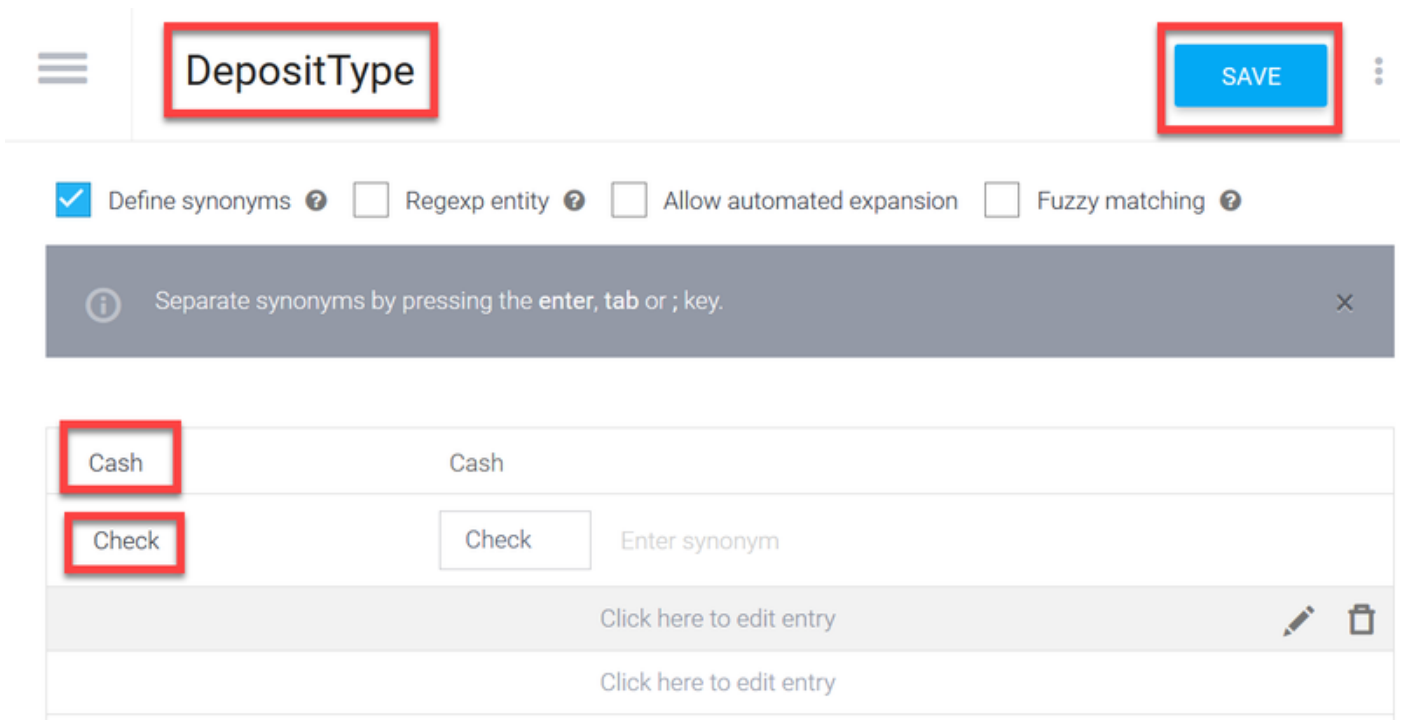 DepositType
SAVE
Define synonyms ? Regexp entity ? Allow automated expansion Fuzzy matching ?
Separate synonyms by pressing the enter, tab or ; key.
Cash Cash
Check Check Enter synonym
Click here to edit entry
Click here to edit entry